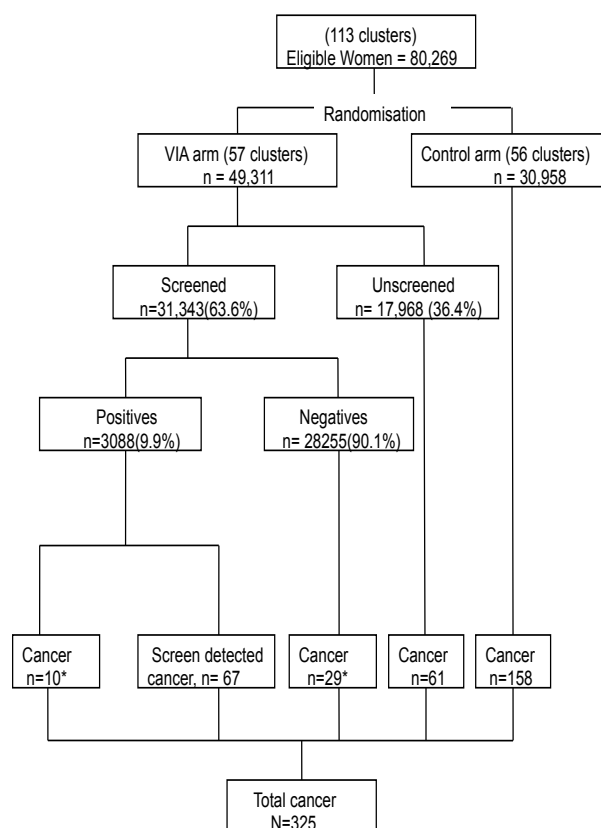 (113 clusters)
Eligible Women = 80,269
Randomisation
VIA arm (57 clusters)
n = 49,311
Control arm (56 clusters)
n = 30,958
Screened
n=31,343(63.6%)
Unscreened
n= 17,968 (36.4%)
Positives
n=3088(9.9%)
Negatives
n= 28255(90.1%)
Cancer
n=10*
Screen detected
cancer, n= 67
Cancer
n=29*
Cancer
n=61
Cancer
n=158
Total cancer
N=325